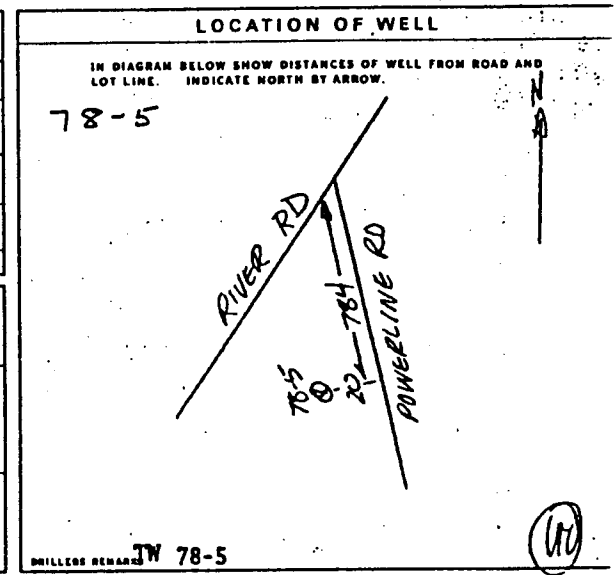 LOCATION OF WELL
IN DIAGRAM BELOW SHOW DISTANCES OF WELL FROM ROAD AND
LOT LINE. INDICATE NORTH BY ARROW.
78-5
N
RIVER RD
POWERLINE RD
784
78-5
20
DRILLERS REMARKS TW 78-5